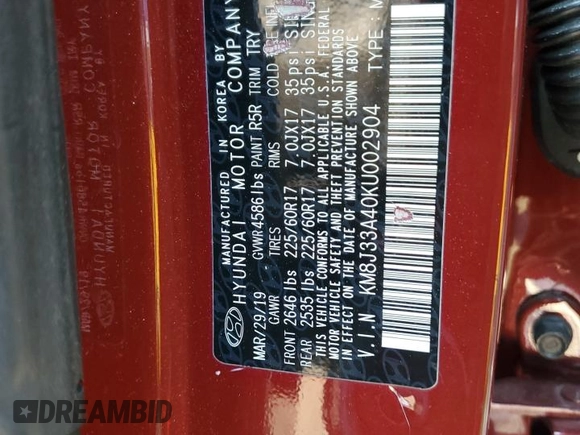 MANUFACTURED IN KOREA BY
HYUNDAI MOTOR COMPANY
MAR/29/19 GVWR4586lbs PAINT R5R TRIM TRY
GAWR TIRES RIMS COLD
FRONT 2646 lbs 225/60R17 7.0JX17 35psi
REAR 2535 lbs 225/60R17 7.0JX17 35psi
THIS VEHICLE CONFORMS TO ALL APPLICABLE U.S.A. FEDERAL
MOTOR VEHICLE SAFETY AND THEFT PREVENTION STANDARDS
IN EFFECT ON THE DATE OF MANUFACTURE SHOWN ABOVE.
V.I.N KM8J33A40KU002904 TYPE:
DREAMBID